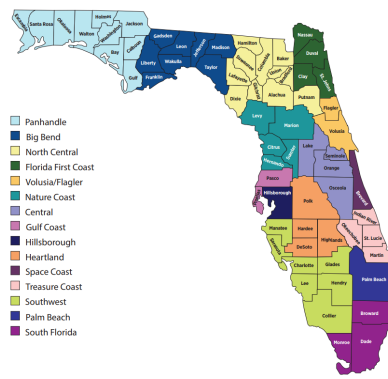 Escambia
Santa Rosa
Okaloosa
Walton
Holmes
Washington
Jackson
Bay
Calhoun
Gulf
Gadsden
Liberty
Franklin
Leon
Wakulla
Jefferson
Madison
Taylor
Hamilton
Suwannee
Lafayette
Dixie
Columbia
Baker
Union
Bradford
Gilchrist
Alachua
Putnam
Nassau
Duval
Clay
St. Johns
Flagler
Volusia
Levy
Marion
Citrus
Sumter
Hernando
Lake
Seminole
Orange
Osceola
Brevard
Pasco
Hillsborough
Polk
Manatee
Hardee
Highlands
DeSoto
Sarasota
Indian River
Okeechobee
St. Lucie
Martin
Charlotte
Glades
Lee
Hendry
Palm Beach
Collier
Broward
Monroe
Dade
Panhandle
Big Bend
North Central
Florida First Coast
Volusia/Flagler
Nature Coast
Central
Gulf Coast
Hillsborough
Heartland
Space Coast
Treasure Coast
Southwest
Palm Beach
South Florida